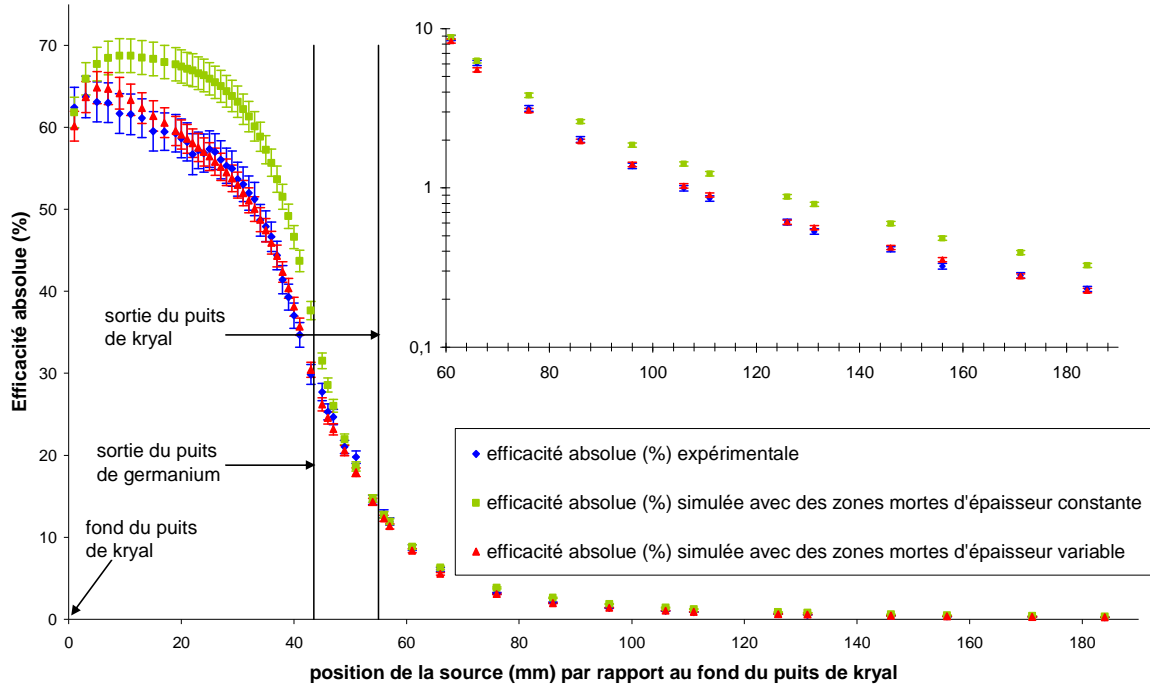 Efficacité absolue (%)
70
60
50
40
30
20
10
0
0
20
40
60
80
100
120
140
160
180
position de la source (mm) par rapport au fond du puits de kryal
sortie du puits
de kryal
sortie du puits
de germanium
fond du puits
de kryal
10
1
0,1
60
80
100
120
140
160
180
efficacité absolue (%) expérimentale
efficacité absolue (%) simulée avec des zones mortes d'épaisseur constante
efficacité absolue (%) simulée avec des zones mortes d'épaisseur variable